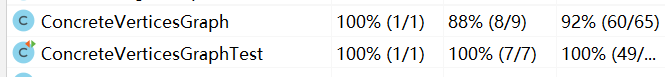 C ConcreteVerticesGraph 100% (1/1) 88% (8/9) 92% (60/65)
C ConcreteVerticesGraphTest 100% (1/1) 100% (7/7) 100% (49/...